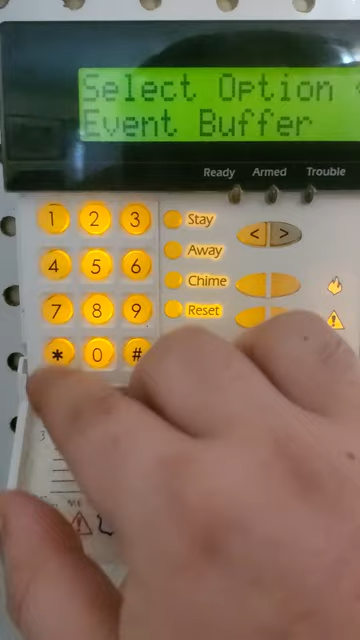 Select Option <
Event Buffer
Ready Armed Trouble
1 2 3 Stay
< >
Away
4 5 6
Chime
7 8 9 Reset
* 0 #